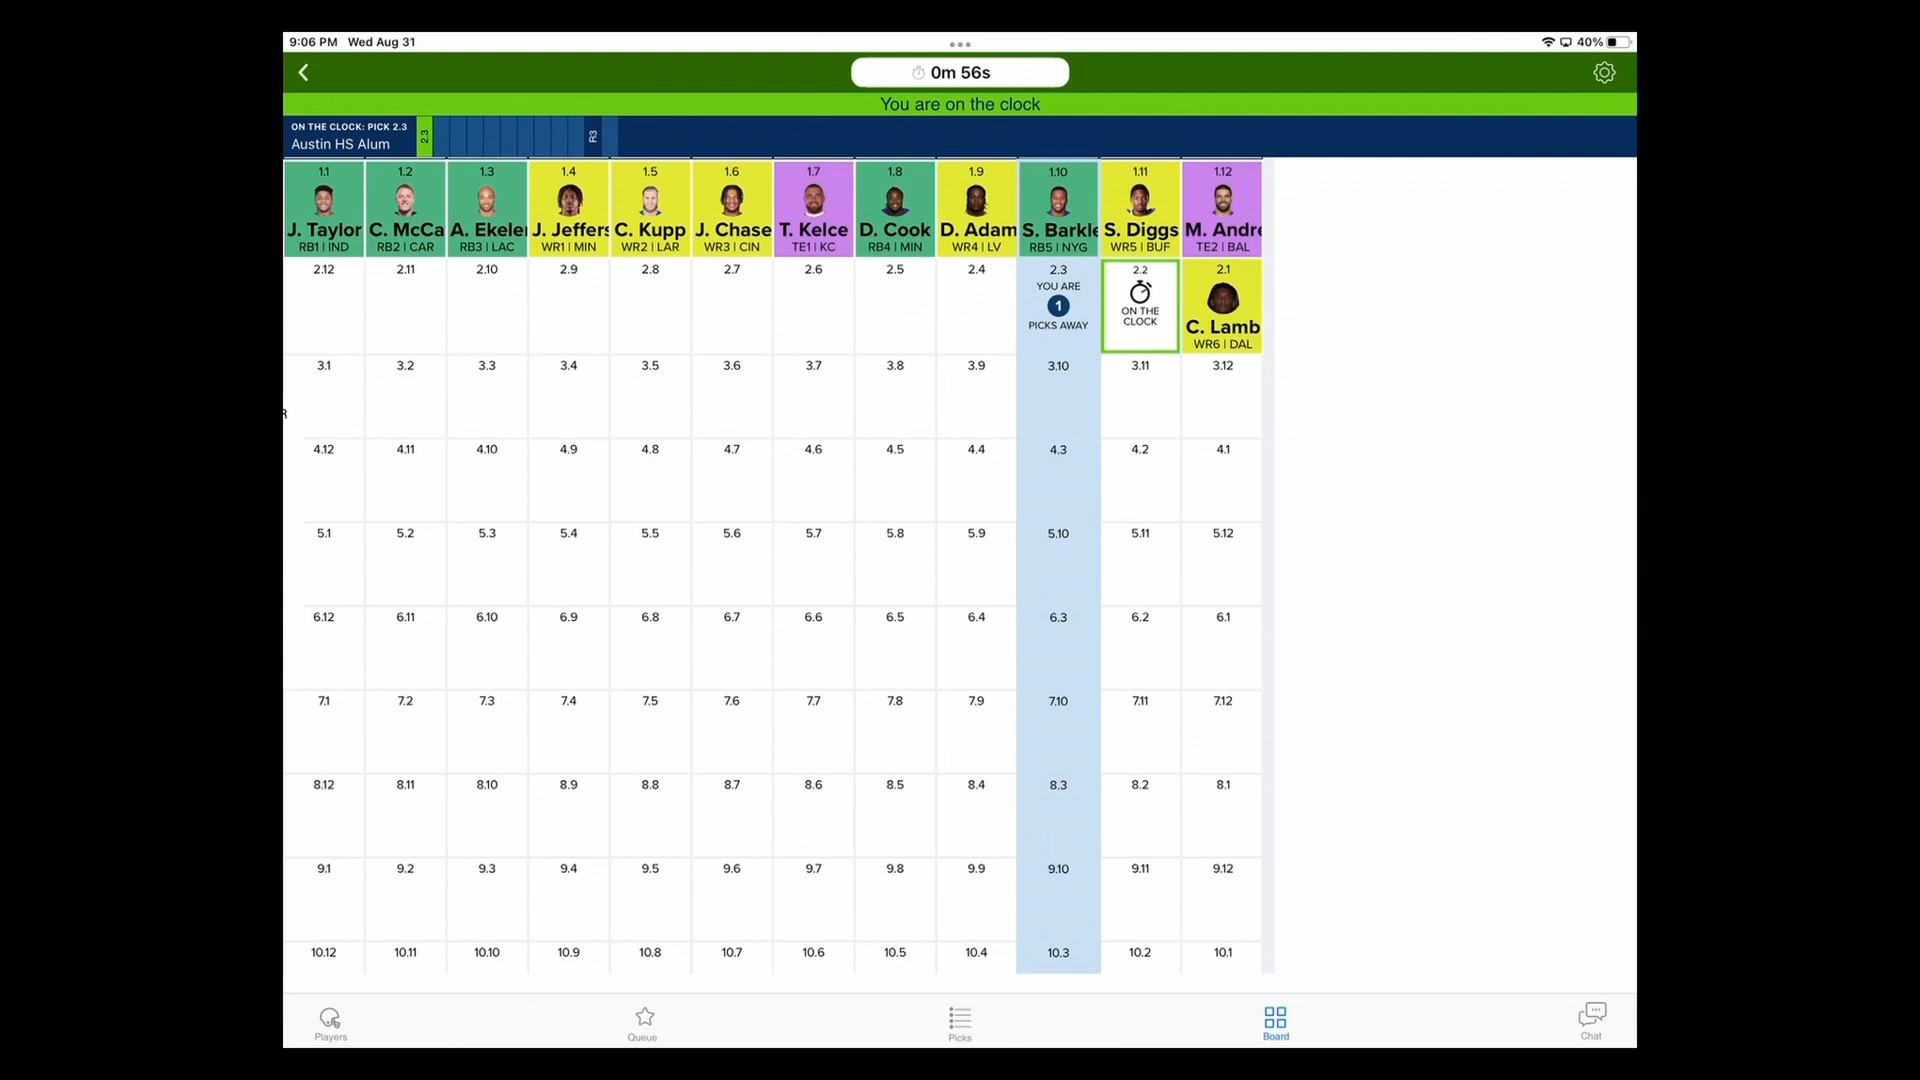 9:06 PM Wed Aug 31
40%
0m 56s
You are on the clock
ON THE CLOCK: PICK 2.3
Austin HS Alum
2.3
R3
1.1 1.2 1.3 1.4 1.5 1.6 1.7 1.8 1.9 1.10 1.11 1.12
J. Taylor C. McCa A. Ekeler J. Jeffers C. Kupp J. Chase T. Kelce D. Cook D. Adam S. Barkle S. Diggs M. Andre
RB1 | IND RB2 | CAR RB3 | LAC WR1 | MIN WR2 | LAR WR3 | CIN TE1 | KC RB4 | MIN WR4 | LV RB5 | NYG WR5 | BUF TE2 | BAL
2.12 2.11 2.10 2.9 2.8 2.7 2.6 2.5 2.4 2.3 2.2 2.1
YOU ARE
1
PICKS AWAY
ON THE
CLOCK
C. Lamb
WR6 | DAL
3.1 3.2 3.3 3.4 3.5 3.6 3.7 3.8 3.9 3.10 3.11 3.12
R
4.12 4.11 4.10 4.9 4.8 4.7 4.6 4.5 4.4 4.3 4.2 4.1
5.1 5.2 5.3 5.4 5.5 5.6 5.7 5.8 5.9 5.10 5.11 5.12
6.12 6.11 6.10 6.9 6.8 6.7 6.6 6.5 6.4 6.3 6.2 6.1
7.1 7.2 7.3 7.4 7.5 7.6 7.7 7.8 7.9 7.10 7.11 7.12
8.12 8.11 8.10 8.9 8.8 8.7 8.6 8.5 8.4 8.3 8.2 8.1
9.1 9.2 9.3 9.4 9.5 9.6 9.7 9.8 9.9 9.10 9.11 9.12
10.12 10.11 10.10 10.9 10.8 10.7 10.6 10.5 10.4 10.3 10.2 10.1
Players Queue Picks Board Chat